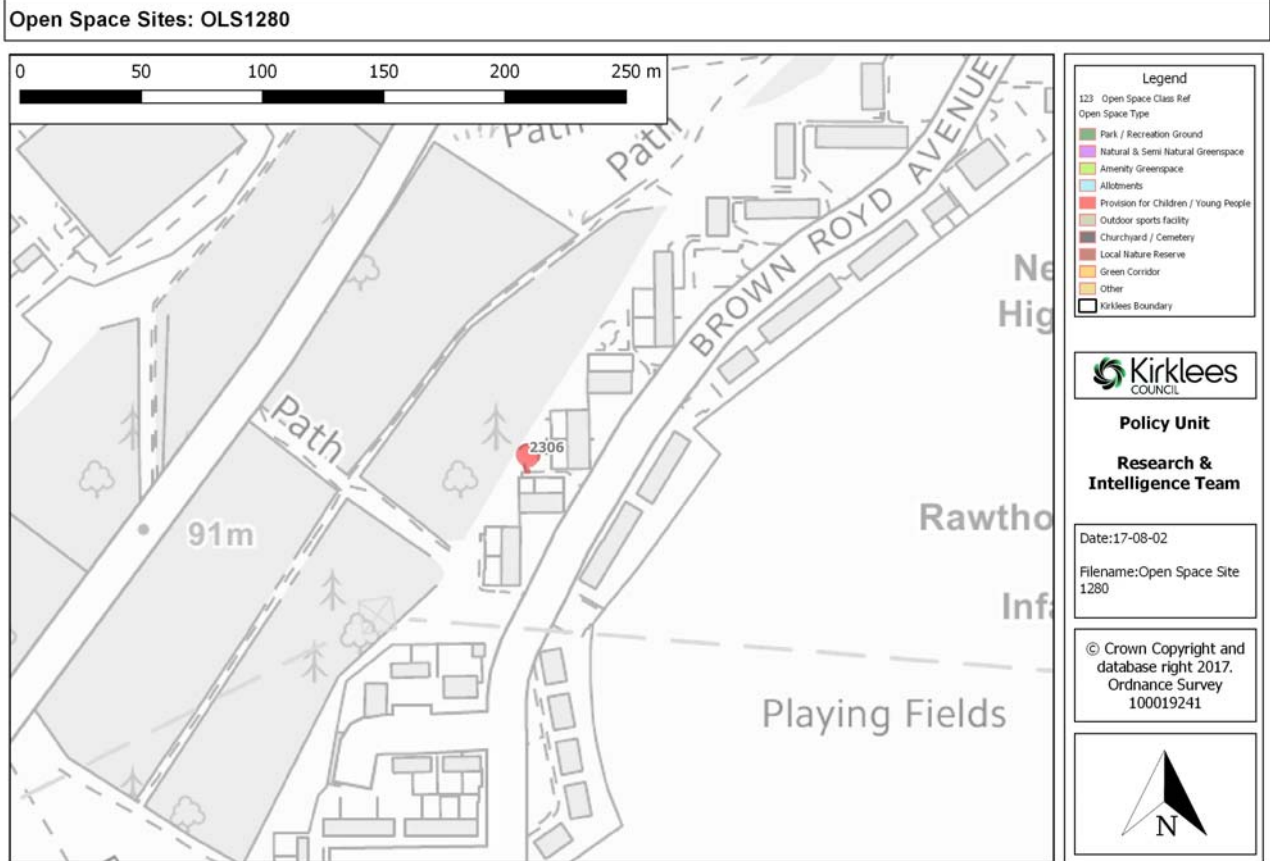 Open Space Sites: OLS1280
0 50 100 150 200 250 m
Path
Path
BROWN ROYD AVENUE
Ne
Hig
Path
2306
91m
Rawtho
Infa
Playing Fields
Legend
123 Open Space Class Ref
Open Space Type
Park / Recreation Ground
Natural & Semi Natural Greenspace
Amenity Greenspace
Allotments
Provision for Children / Young People
Outdoor sports facility
Churchyard / Cemetery
Local Nature Reserve
Green Corridor
Other
Kirklees Boundary
Kirklees
COUNCIL
Policy Unit
Research &
Intelligence Team
Date:17-08-02
Filename:Open Space Site
1280
© Crown Copyright and
database right 2017.
Ordnance Survey
100019241
N